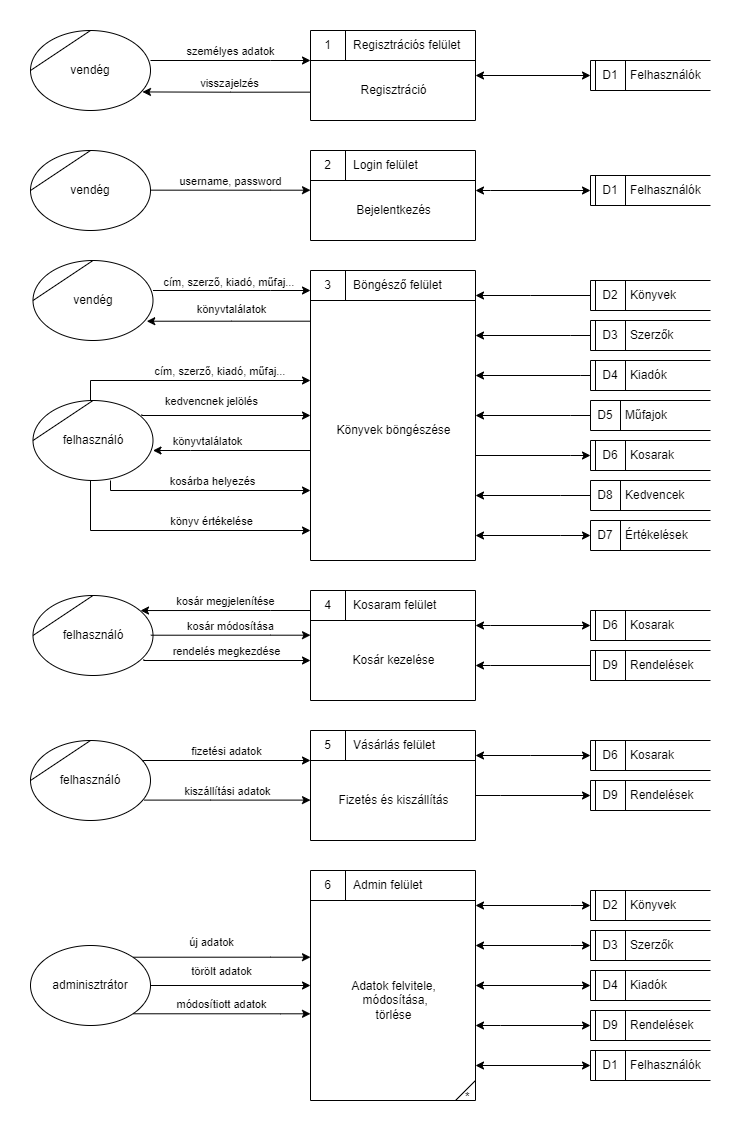 vendég
személyes adatok
visszajelzés
1 Regisztrációs felület
Regisztráció
D1 Felhasználók
vendég
username, password
2 Login felület
Bejelentkezés
D1 Felhasználók
vendég
cím, szerző, kiadó, műfaj...
könyvtalálatok
3 Böngésző felület
Könyvek böngészése
felhasználó
cím, szerző, kiadó, műfaj...
kedvencnek jelölés
könyvtalálatok
kosárba helyezés
könyv értékelése
D2 Könyvek
D3 Szerzők
D4 Kiadók
D5 Műfajok
D6 Kosarak
D8 Kedvencek
D7 Értékelések
felhasználó
kosár megjelenítése
kosár módosítása
rendelés megkezdése
4 Kosaram felület
Kosár kezelése
D6 Kosarak
D9 Rendelések
felhasználó
fizetési adatok
kiszállítási adatok
5 Vásárlás felület
Fizetés és kiszállítás
D6 Kosarak
D9 Rendelések
adminisztrátor
új adatok
törölt adatok
módosítiott adatok
6 Admin felület
Adatok felvitele,
módosítása,
törlése
*
D2 Könyvek
D3 Szerzők
D4 Kiadók
D9 Rendelések
D1 Felhasználók